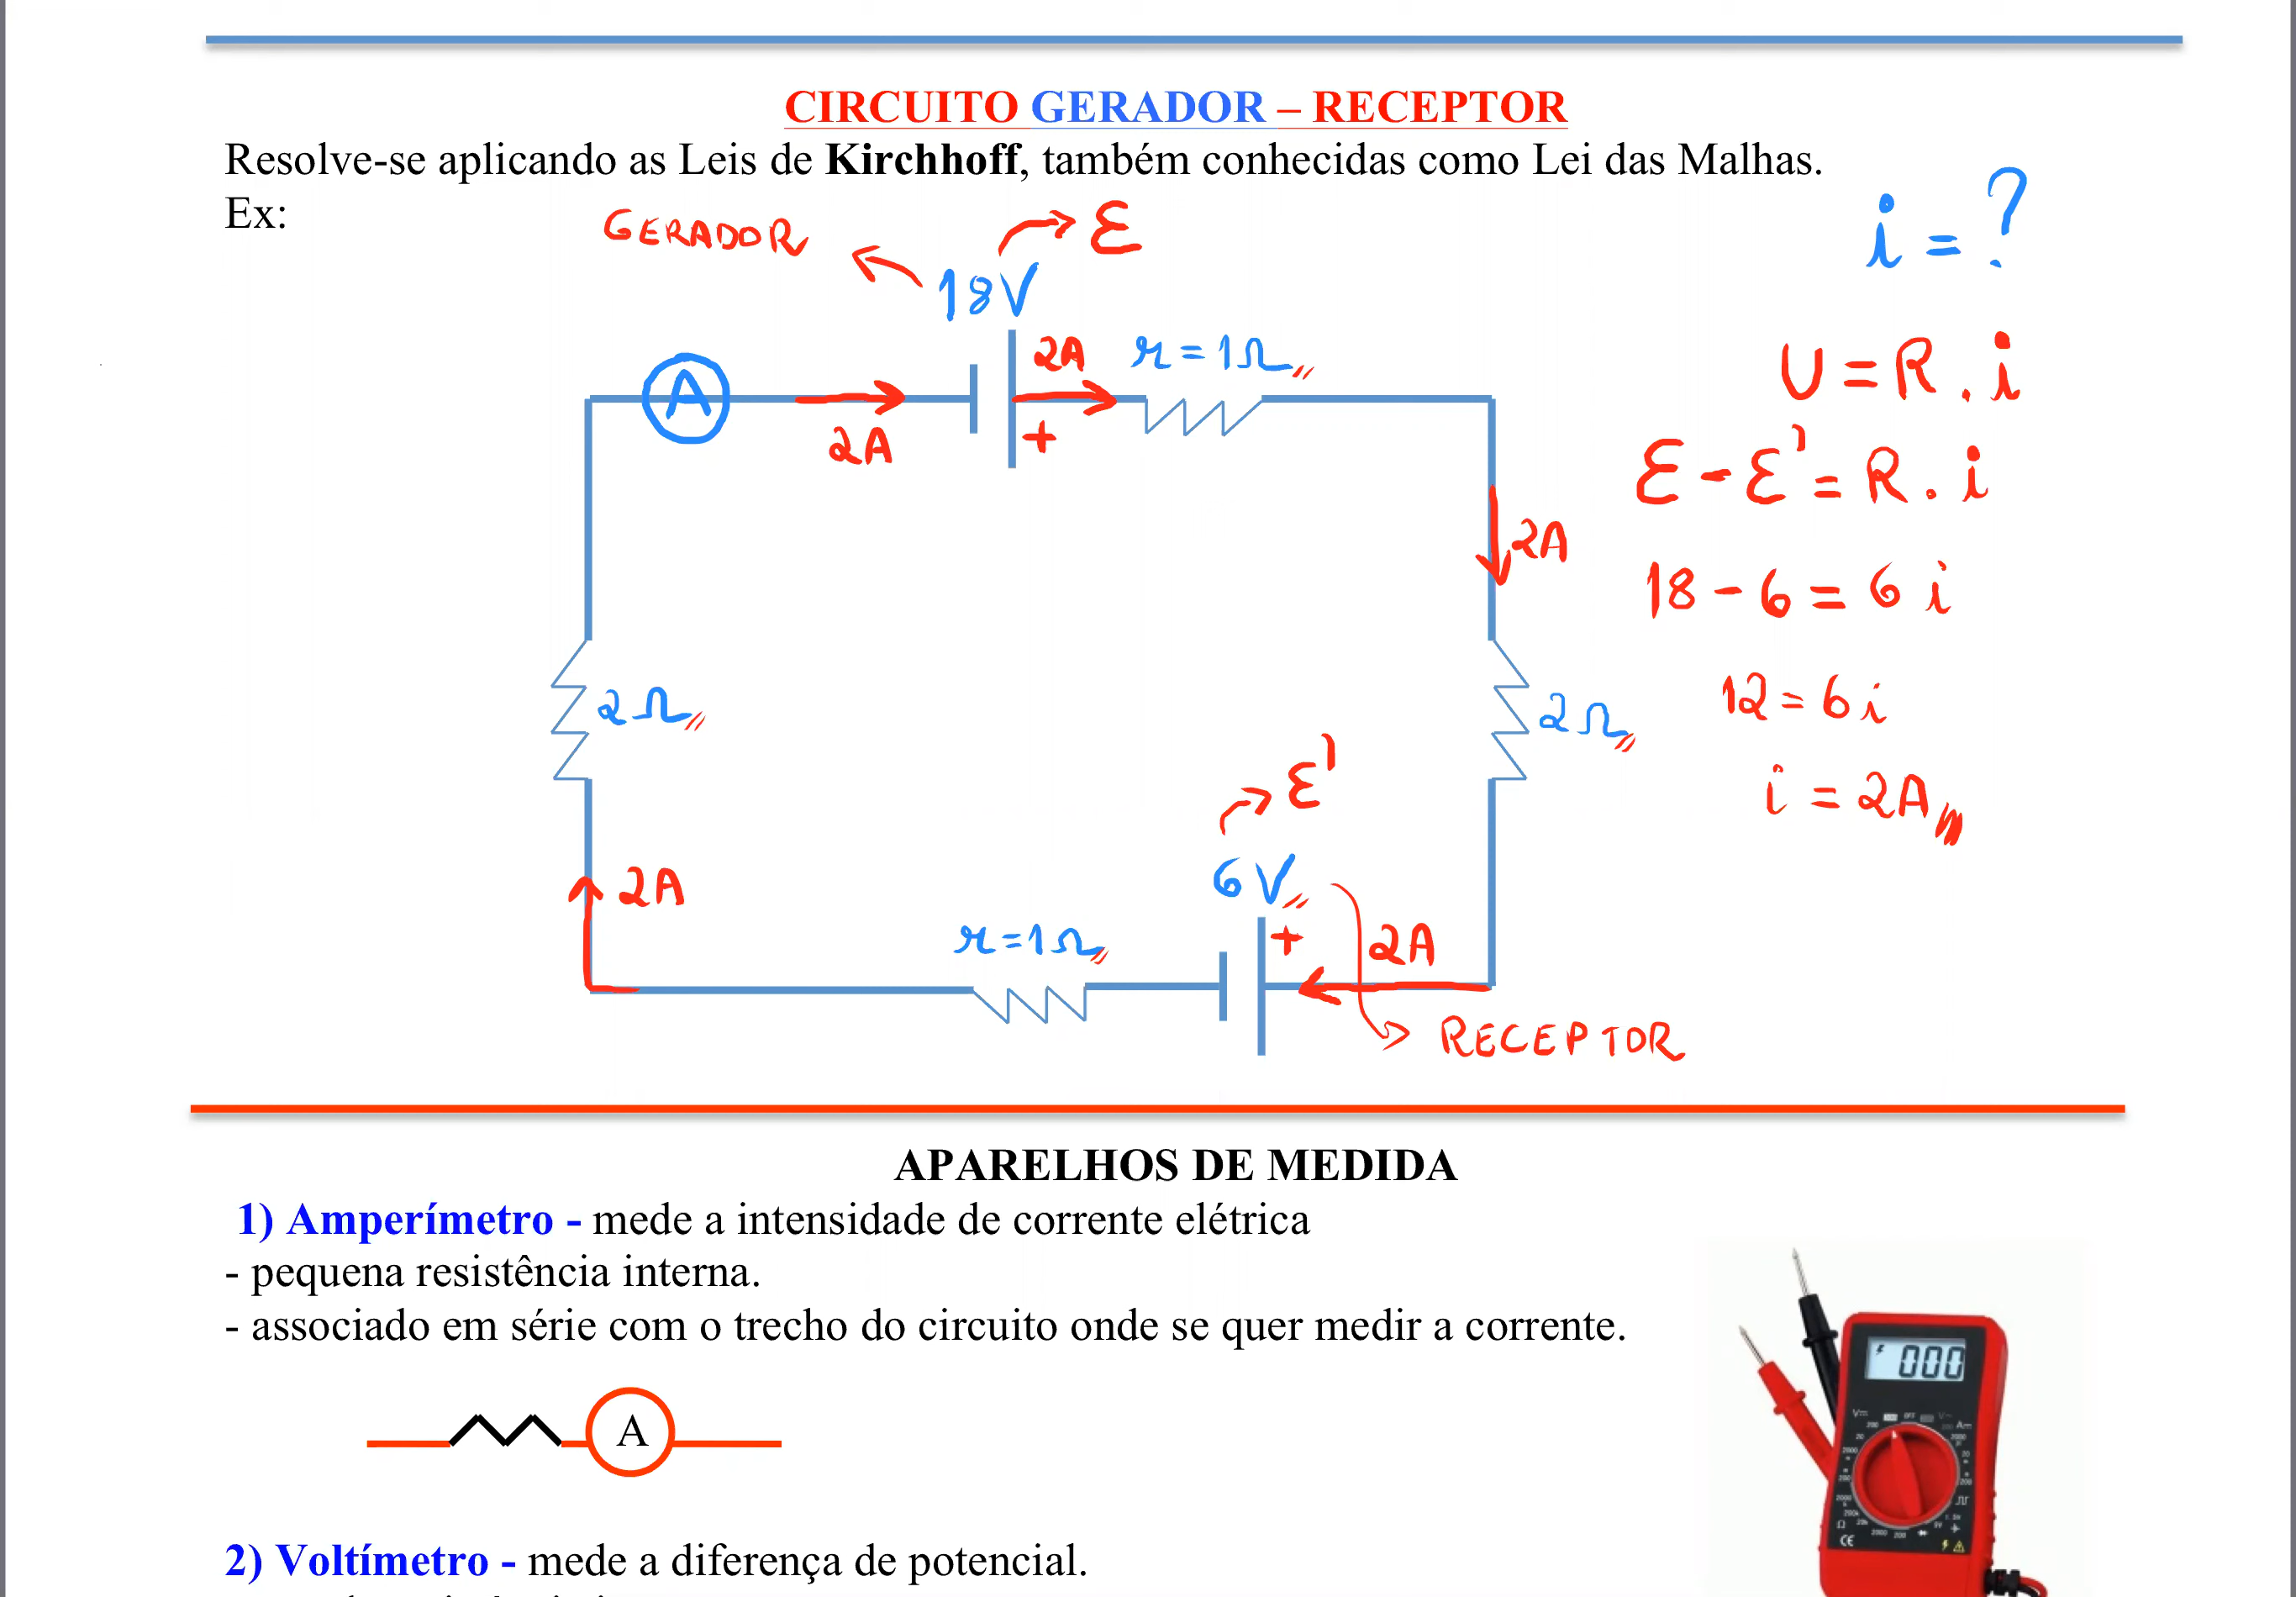 CIRCUITO GERADOR – RECEPTOR
Resolve-se aplicando as Leis de Kirchhoff, também conhecidas como Lei das Malhas.
Ex:
i = ?
GERADOR
ε
18V
A
2A
2A
+
r = 1Ω
U = R . i
ε - ε' = R . i
18 - 6 = 6 i
12 = 6 i
i = 2A
2A
2Ω
2Ω
ε'
6V
2A
r = 1Ω
+
2A
RECEPTOR
APARELHOS DE MEDIDA
1) Amperímetro - mede a intensidade de corrente elétrica
- pequena resistência interna.
- associado em série com o trecho do circuito onde se quer medir a corrente.
A
000
CE
2) Voltímetro - mede a diferença de potencial.